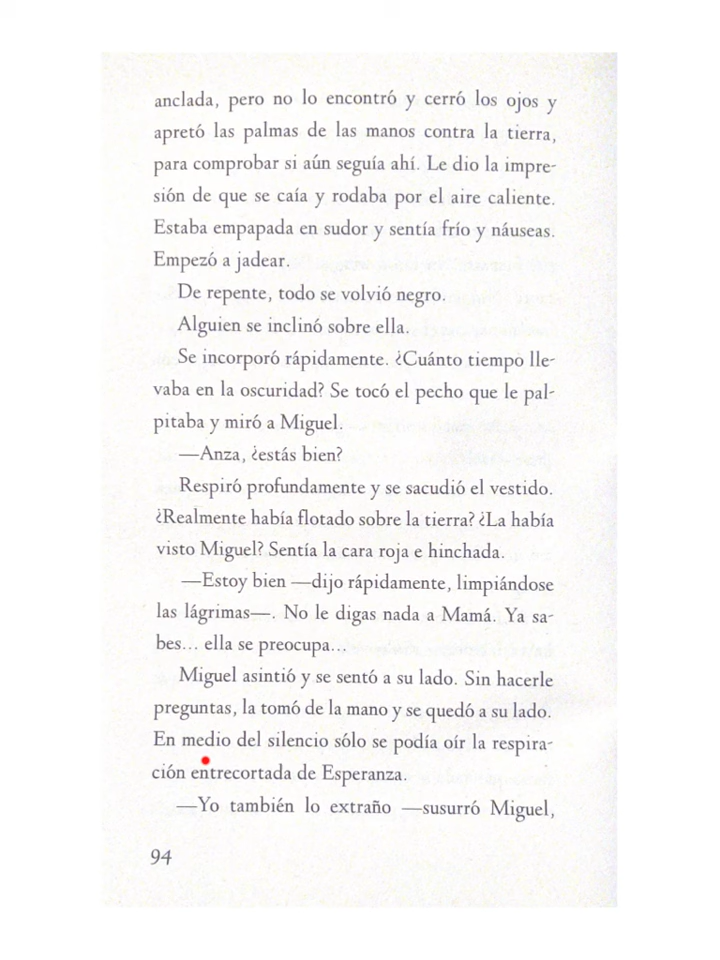 anclada, pero no lo encontró y cerró los ojos y
apretó las palmas de las manos contra la tierra,
para comprobar si aún seguía ahí. Le dio la impre-
sión de que se caía y rodaba por el aire caliente.
Estaba empapada en sudor y sentía frío y náuseas.
Empezó a jadear.
De repente, todo se volvió negro.
Alguien se inclinó sobre ella.
Se incorporó rápidamente. ¿Cuánto tiempo lle-
vaba en la oscuridad? Se tocó el pecho que le pal-
pitaba y miró a Miguel.
—Anza, ¿estás bien?
Respiró profundamente y se sacudió el vestido.
¿Realmente había flotado sobre la tierra? ¿La había
visto Miguel? Sentía la cara roja e hinchada.
—Estoy bien —dijo rápidamente, limpiándose
las lágrimas—. No le digas nada a Mamá. Ya sa-
bes... ella se preocupa...
Miguel asintió y se sentó a su lado. Sin hacerle
preguntas, la tomó de la mano y se quedó a su lado.
En medio del silencio sólo se podía oír la respira-
ción entrecortada de Esperanza.
—Yo también lo extraño —susurró Miguel,
94